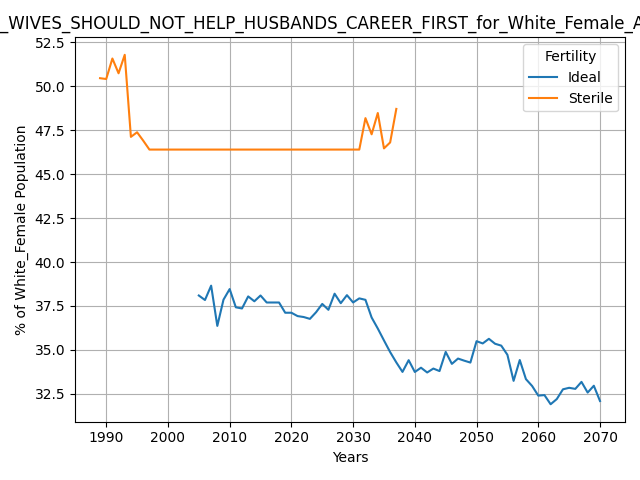 _WIVES_SHOULD_NOT_HELP_HUSBANDS_CAREER_FIRST_for_White_Female_A
Fertility
Ideal
Sterile
% of White_Female Population
52.5
50.0
47.5
45.0
42.5
40.0
37.5
35.0
32.5
1990 2000 2010 2020 2030 2040 2050 2060 2070
Years